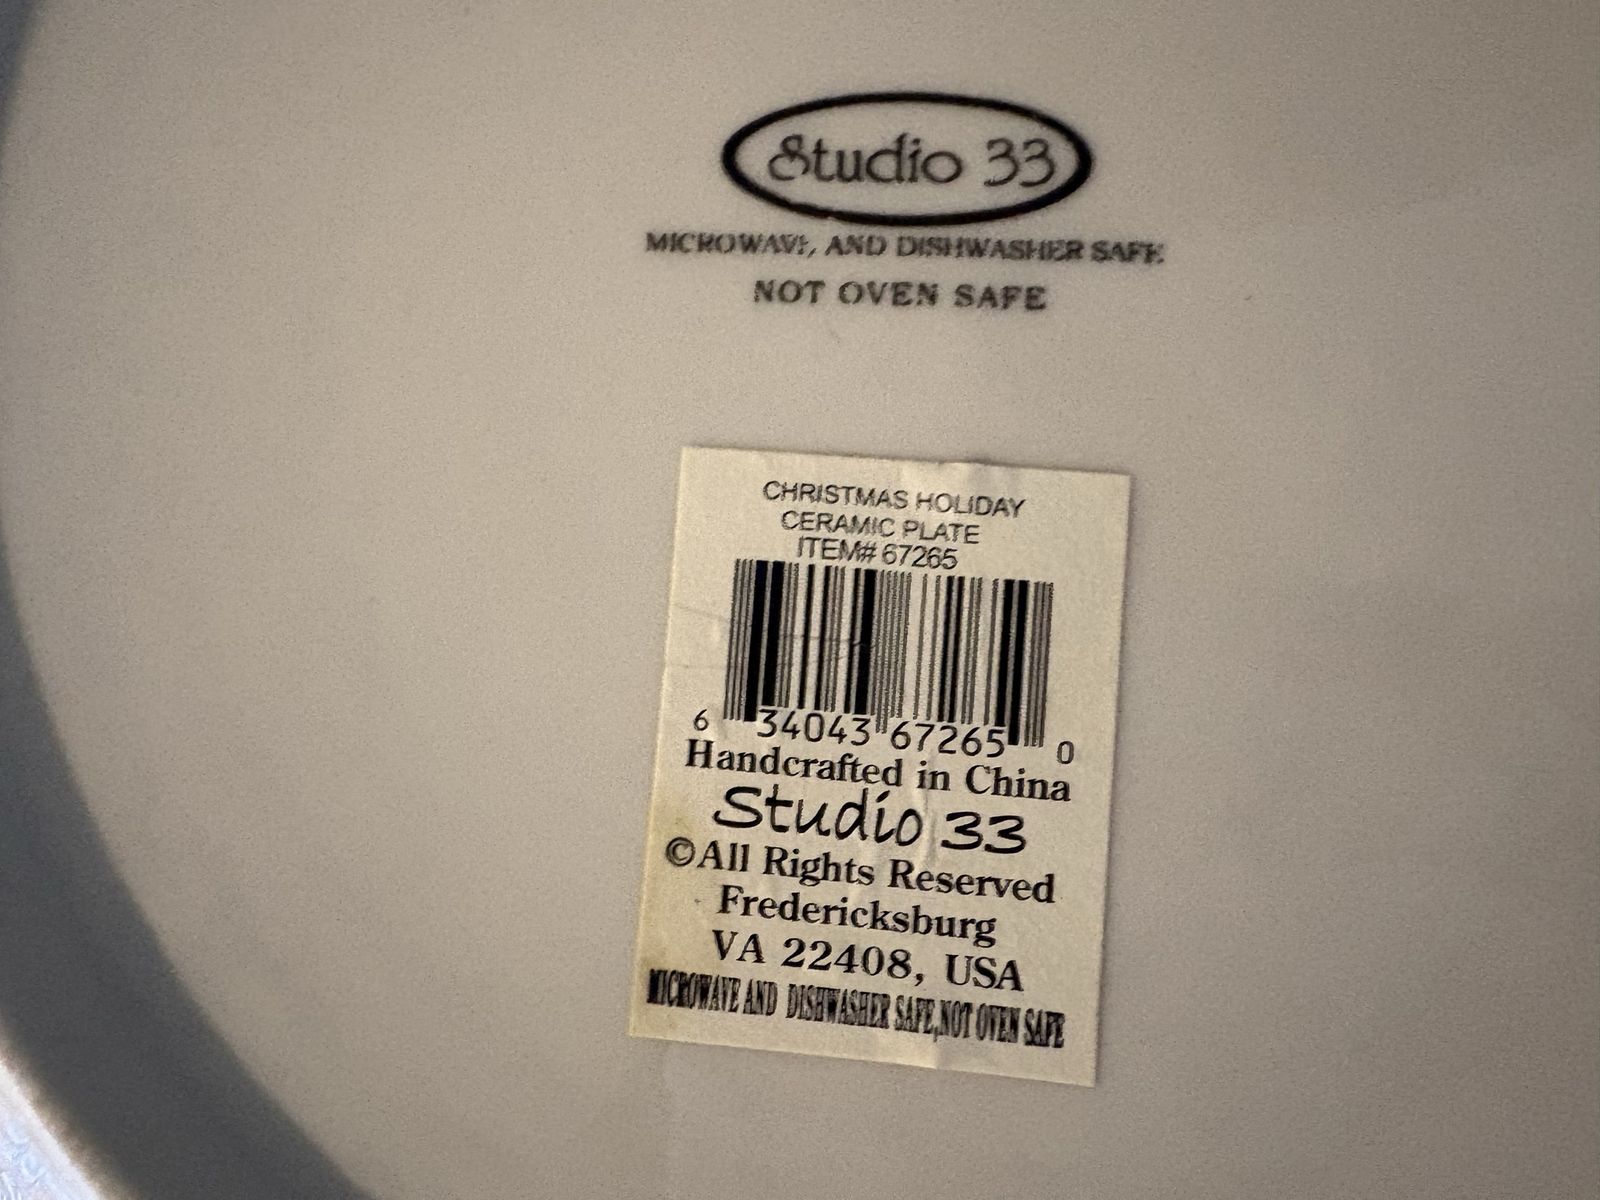 Studio 33
MICROWAVE, AND DISHWASHER SAFE
NOT OVEN SAFE
CHRISTMAS HOLIDAY
CERAMIC PLATE
ITEM# 67265
6 34043 67265 0
Handcrafted in China
Studio 33
©All Rights Reserved
Fredericksburg
VA 22408, USA
MICROWAVE AND DISHWASHER SAFE,NOT OVEN SAFE